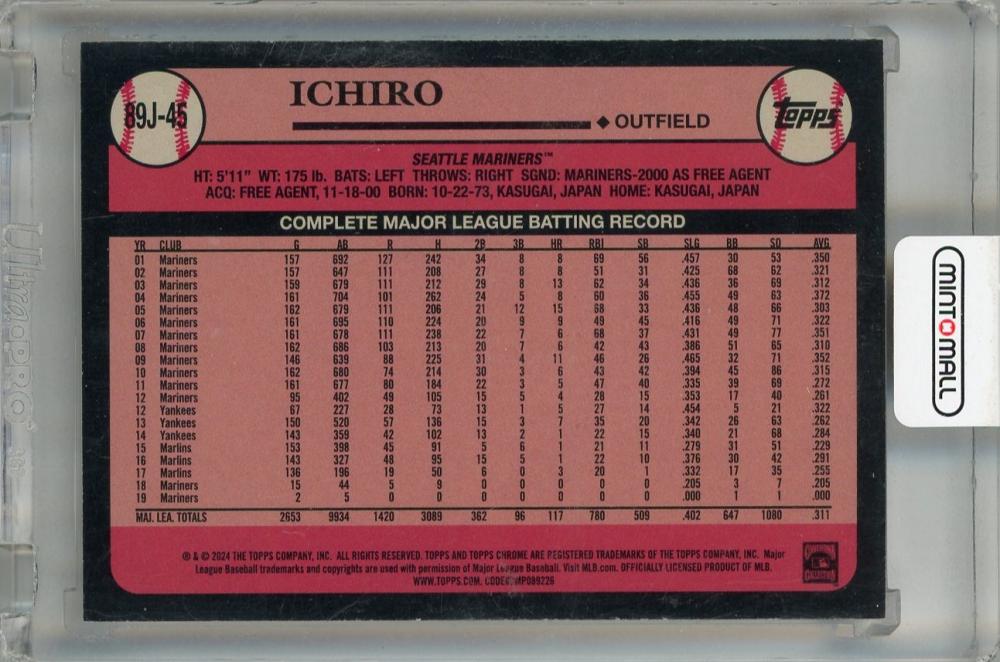 ICHIRO
89J-45
topps
◆ OUTFIELD
SEATTLE MARINERS™
HT: 5'11" WT: 175 lb. BATS: LEFT THROWS: RIGHT SGND: MARINERS-2000 AS FREE AGENT
ACQ: FREE AGENT, 11-18-00 BORN: 10-22-73, KASUGAI, JAPAN HOME: KASUGAI, JAPAN
COMPLETE MAJOR LEAGUE BATTING RECORD
YR CLUB G AB R H 2B 3B HR RBI SB SLG BB SO AVG
01 Mariners 157 692 127 242 34 8 8 69 56 .457 30 53 .350
02 Mariners 157 647 111 208 27 8 8 51 31 .425 68 62 .321
03 Mariners 159 679 111 212 29 8 13 62 34 .436 36 69 .312
04 Mariners 161 704 101 262 24 5 8 60 36 .455 49 63 .372
05 Mariners 162 679 111 206 21 12 15 68 33 .436 48 66 .303
06 Mariners 161 695 110 224 20 9 9 49 45 .416 49 71 .322
07 Mariners 161 678 111 238 22 7 6 68 37 .431 49 77 .351
08 Mariners 162 686 103 213 20 7 6 42 43 .386 51 65 .310
09 Mariners 146 639 88 225 31 4 11 46 26 .465 32 71 .352
10 Mariners 162 680 74 214 30 3 6 43 42 .394 45 86 .315
11 Mariners 161 677 80 184 22 3 5 47 40 .335 39 69 .272
12 Mariners 95 402 49 105 15 5 4 28 15 .353 17 40 .261
12 Yankees 67 227 28 73 13 1 5 27 14 .454 5 21 .322
13 Yankees 150 520 57 136 15 3 7 35 20 .342 26 63 .262
14 Yankees 143 359 42 102 13 2 1 22 15 .340 21 68 .284
15 Marlins 153 398 45 91 5 6 1 21 11 .279 31 51 .229
16 Marlins 143 327 48 95 15 5 1 22 10 .376 30 42 .291
17 Marlins 136 196 19 50 6 0 3 20 1 .332 17 35 .255
18 Mariners 15 44 5 9 0 0 0 0 0 .205 3 7 .205
19 Mariners 2 5 0 0 0 0 0 0 0 .000 1 1 .000
MAJ. LEA. TOTALS 2653 9934 1420 3089 362 96 117 780 509 .402 647 1080 .311
® & © 2024 THE TOPPS COMPANY, INC. ALL RIGHTS RESERVED. TOPPS AND TOPPS CHROME ARE REGISTERED TRADEMARKS OF THE TOPPS COMPANY, INC. Major
League Baseball trademarks and copyrights are used with permission of Major League Baseball. Visit MLB.com. OFFICIALLY LICENSED PRODUCT OF MLB.
WWW.TOPPS.COM.
MINT MALL
Ultra PRO